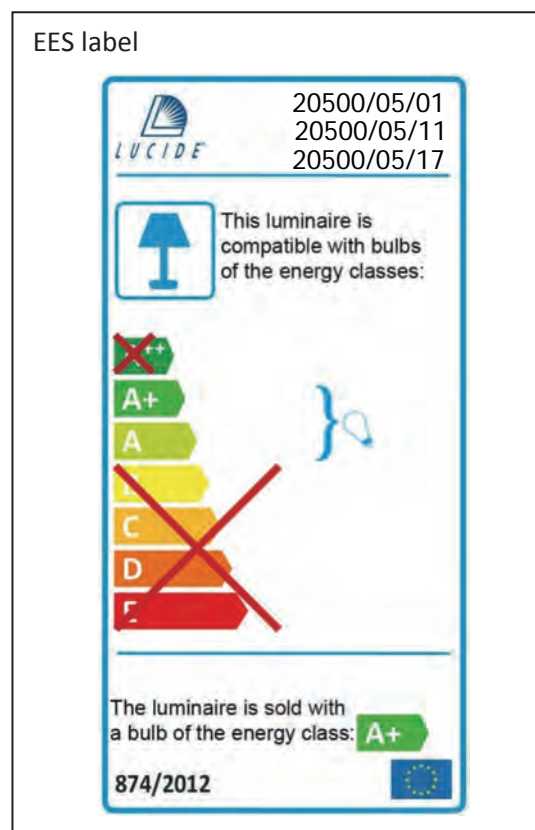 EES label
LUCIDE
20500/05/01
20500/05/11
20500/05/17
This luminaire is
compatible with bulbs
of the energy classes:
A+
A
C
D
The luminaire is sold with
a bulb of the energy class: A+
874/2012